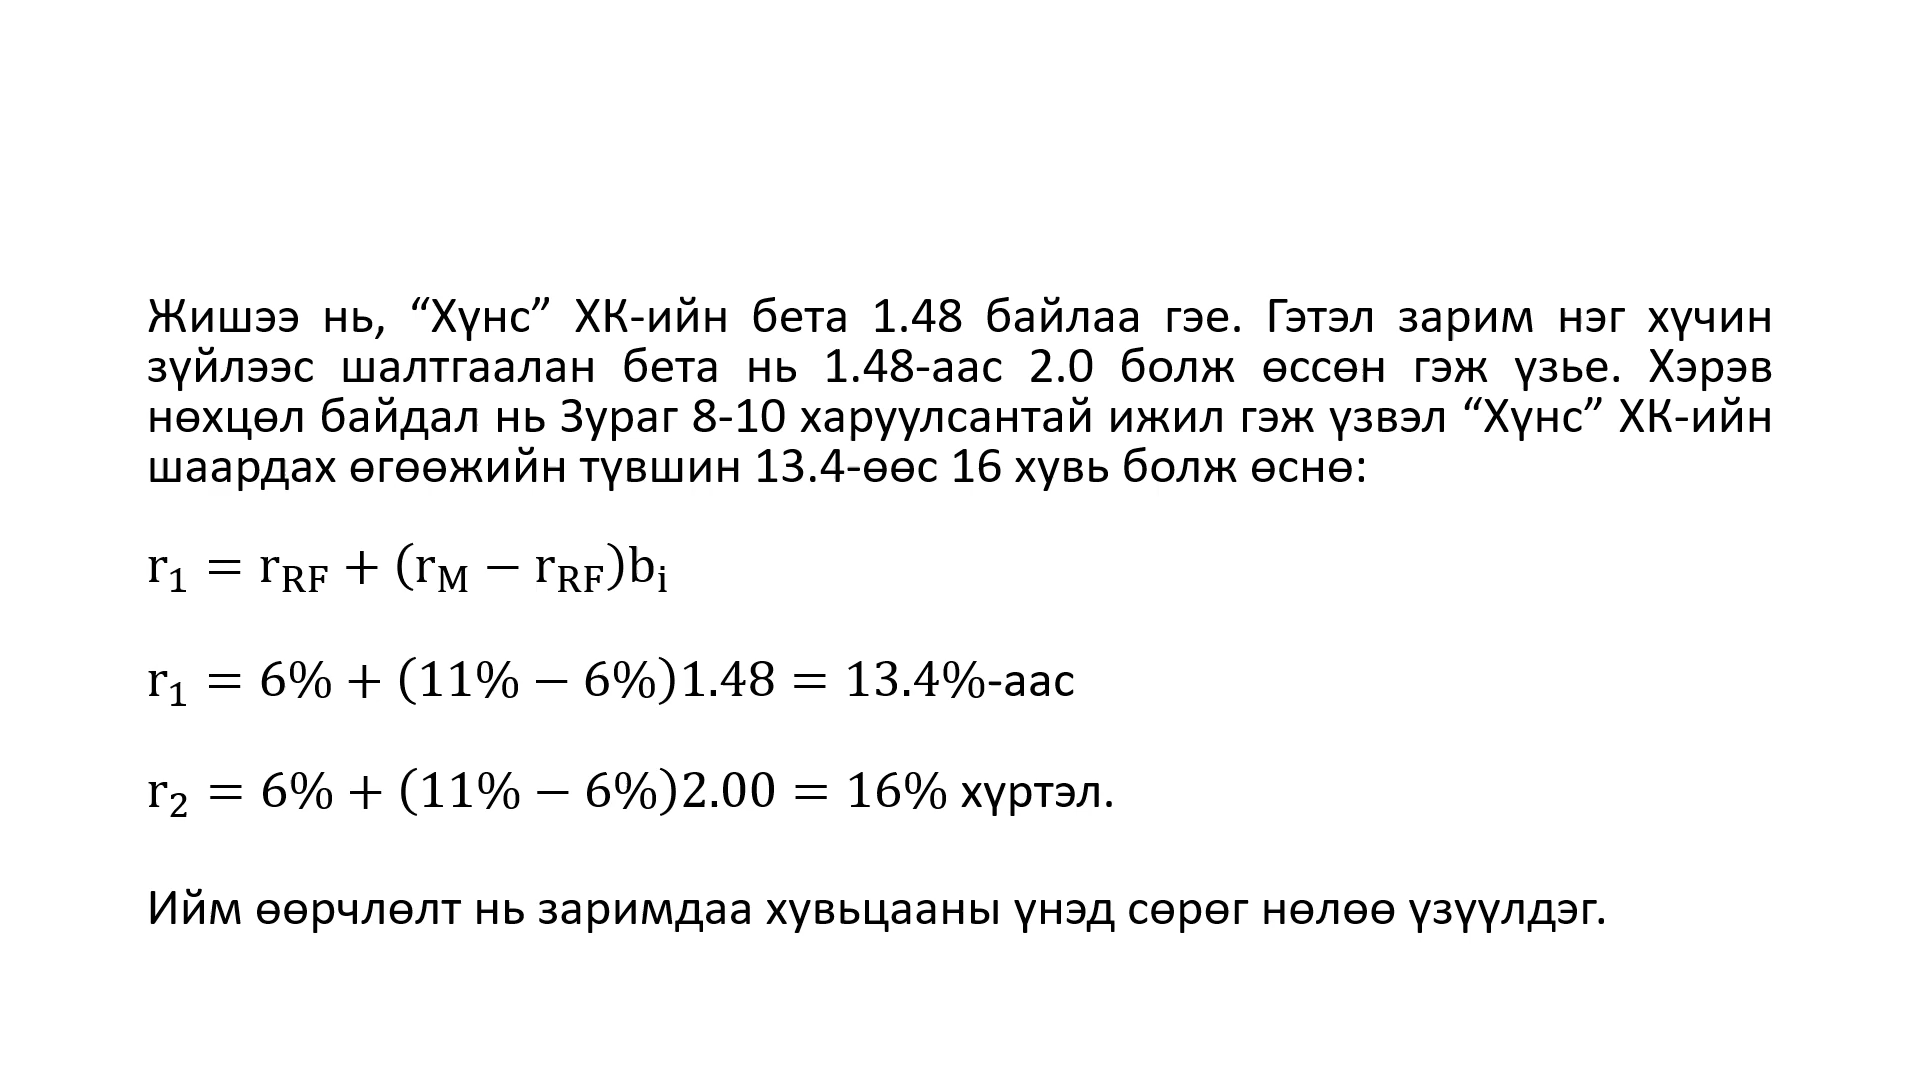 Жишээ нь, “Хүнс” ХК-ийн бета 1.48 байлаа гэе. Гэтэл зарим нэг хүчин
зүйлээс шалтгаалан бета нь 1.48-аас 2.0 болж өссөн гэж үзье. Хэрэв
нөхцөл байдал нь Зураг 8-10 харуулсантай ижил гэж үзвэл “Хүнс” ХК-ийн
шаардах өгөөжийн түвшин 13.4-өөс 16 хувь болж өснө:
r₁ = r_RF + (r_M − r_RF)b_i
r₁ = 6% + (11% − 6%)1.48 = 13.4%-аас
r₂ = 6% + (11% − 6%)2.00 = 16% хүртэл.
Ийм өөрчлөлт нь заримдаа хувьцааны үнэд сөрөг нөлөө үзүүлдэг.